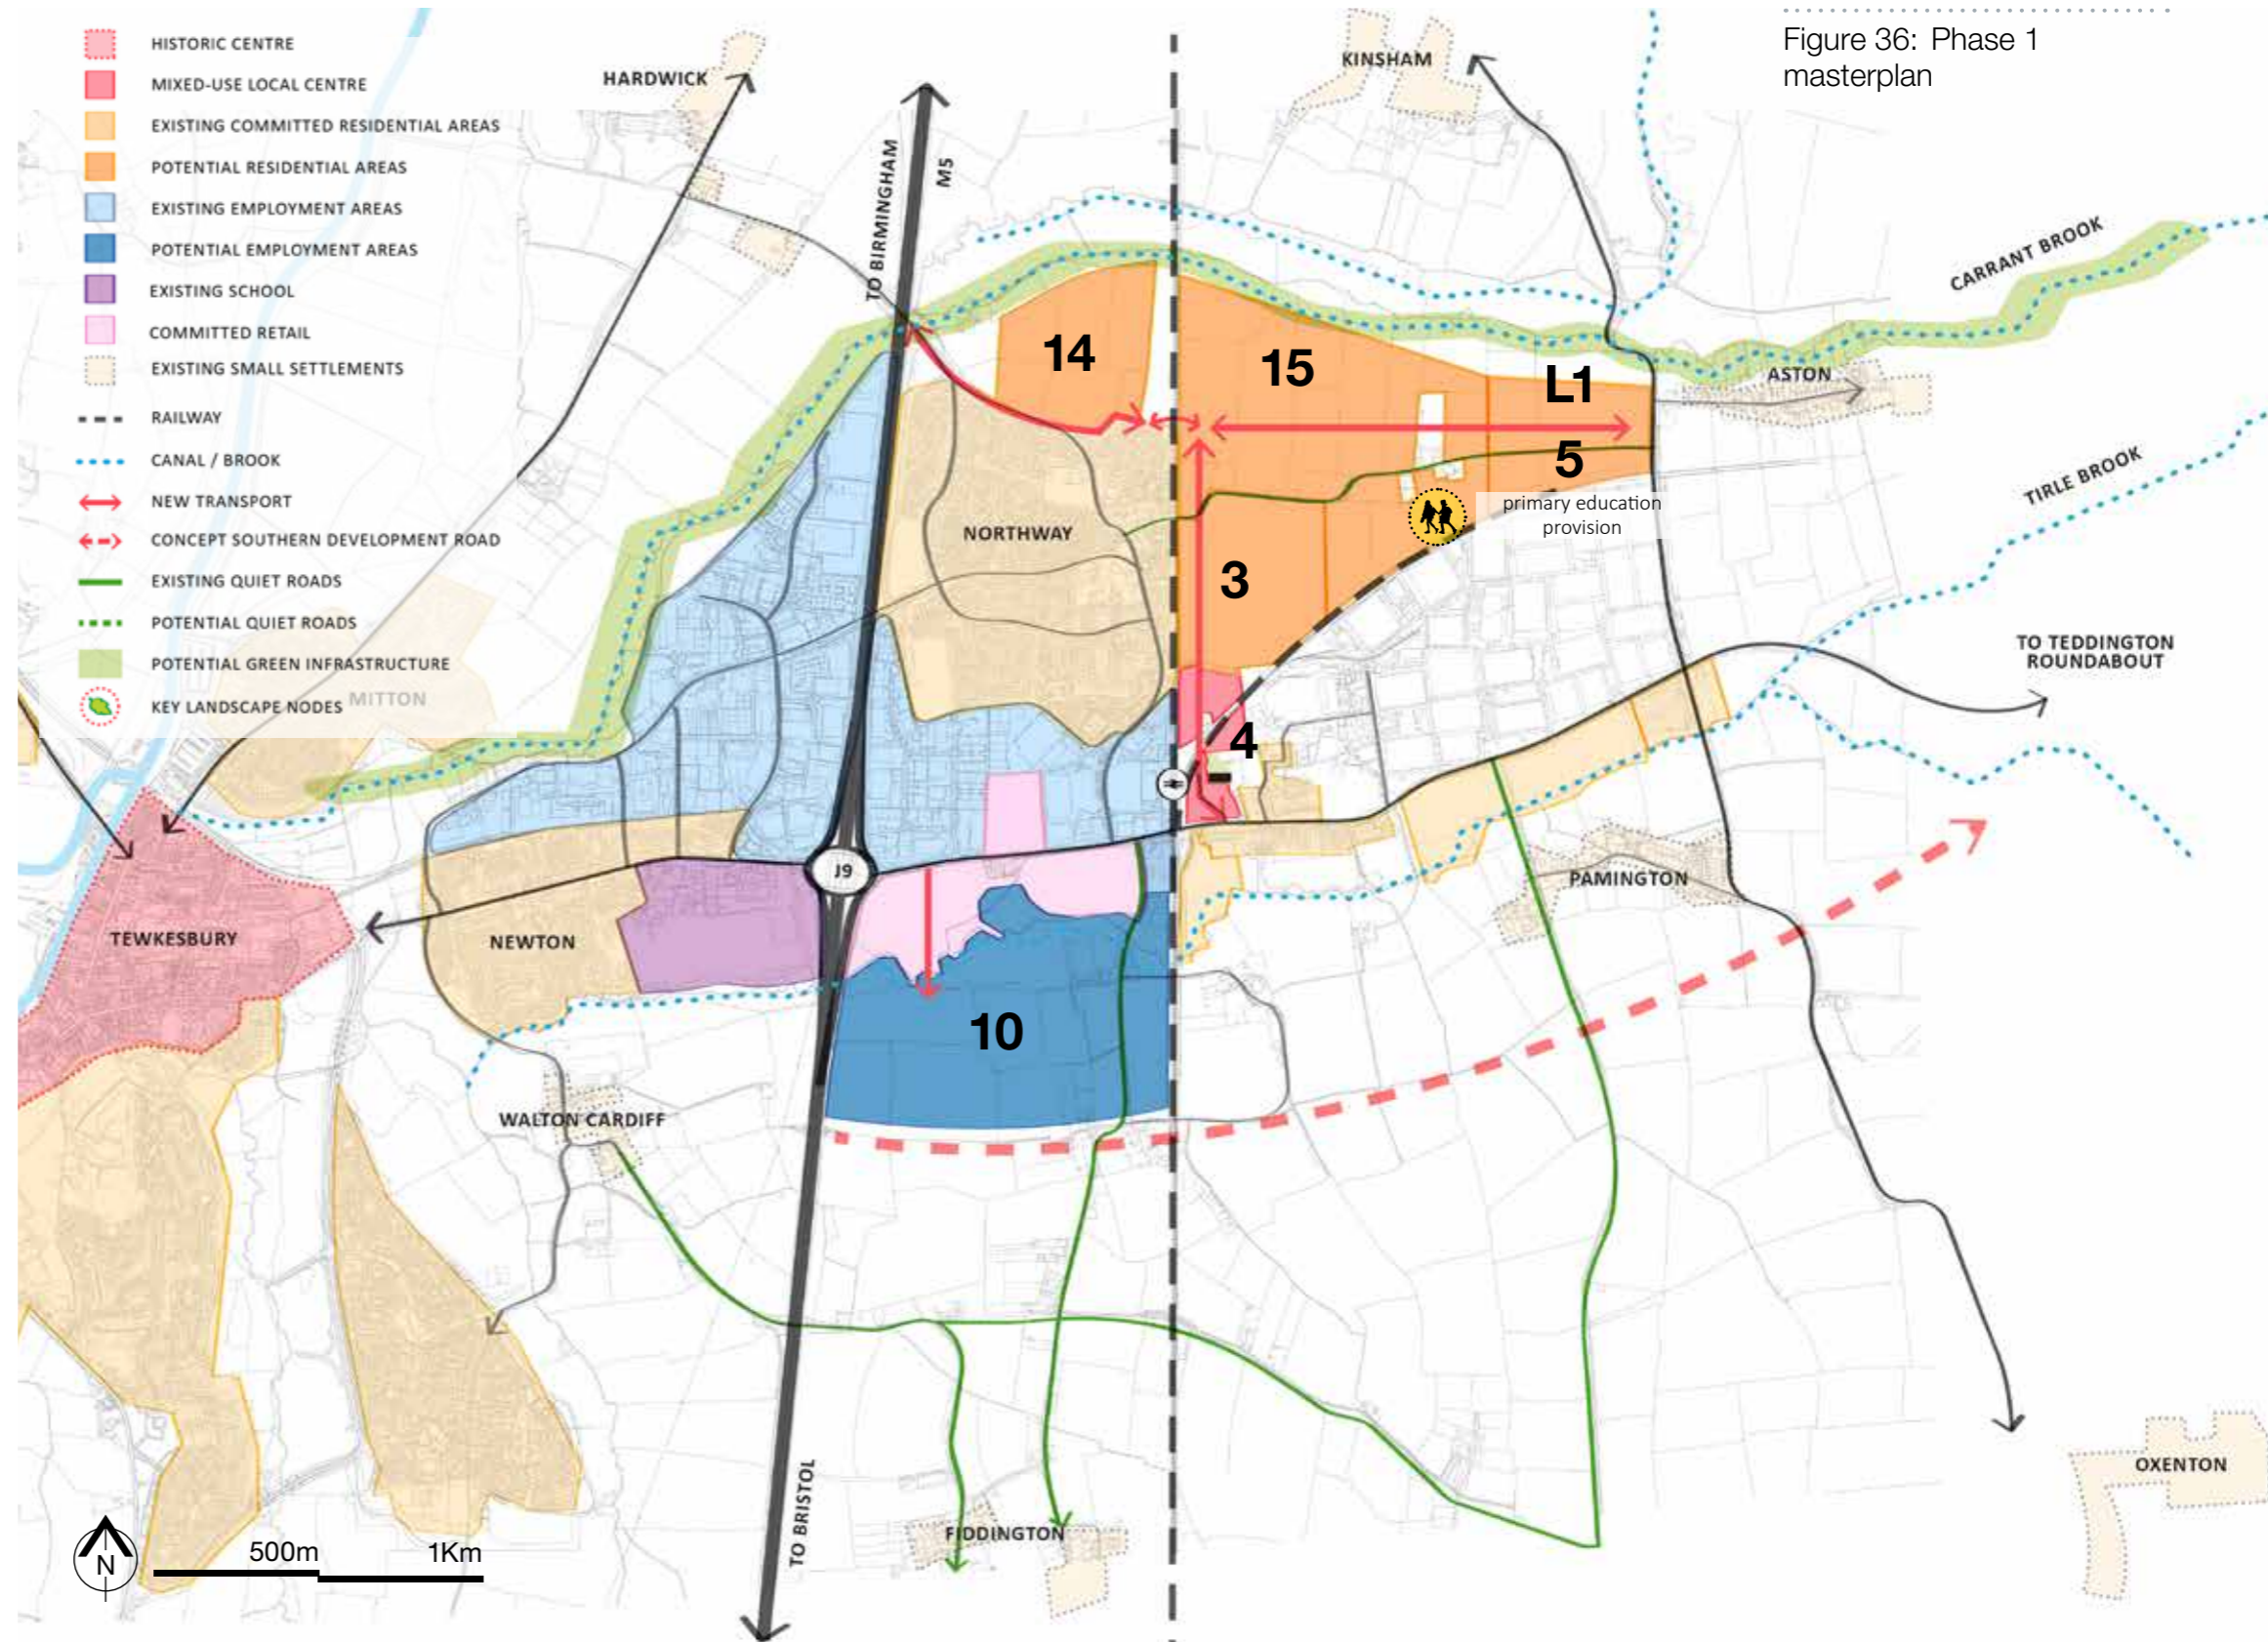 Figure 36: Phase 1
masterplan
HISTORIC CENTRE
MIXED-USE LOCAL CENTRE
EXISTING COMMITTED RESIDENTIAL AREAS
POTENTIAL RESIDENTIAL AREAS
EXISTING EMPLOYMENT AREAS
POTENTIAL EMPLOYMENT AREAS
EXISTING SCHOOL
COMMITTED RETAIL
EXISTING SMALL SETTLEMENTS
RAILWAY
CANAL / BROOK
NEW TRANSPORT
CONCEPT SOUTHERN DEVELOPMENT ROAD
EXISTING QUIET ROADS
POTENTIAL QUIET ROADS
POTENTIAL GREEN INFRASTRUCTURE
KEY LANDSCAPE NODES
MITTON
HARDWICK
KINSHAM
TO BIRMINGHAM
M5
CARRANT BROOK
14
15
L1
ASTON
5
TIRLE BROOK
primary education
provision
NORTHWAY
3
TO TEDDINGTON
ROUNDABOUT
4
J9
PAMINGTON
TEWKESBURY
NEWTON
10
WALTON CARDIFF
TO BRISTOL
FIDDINGTON
OXENTON
N
500m
1Km